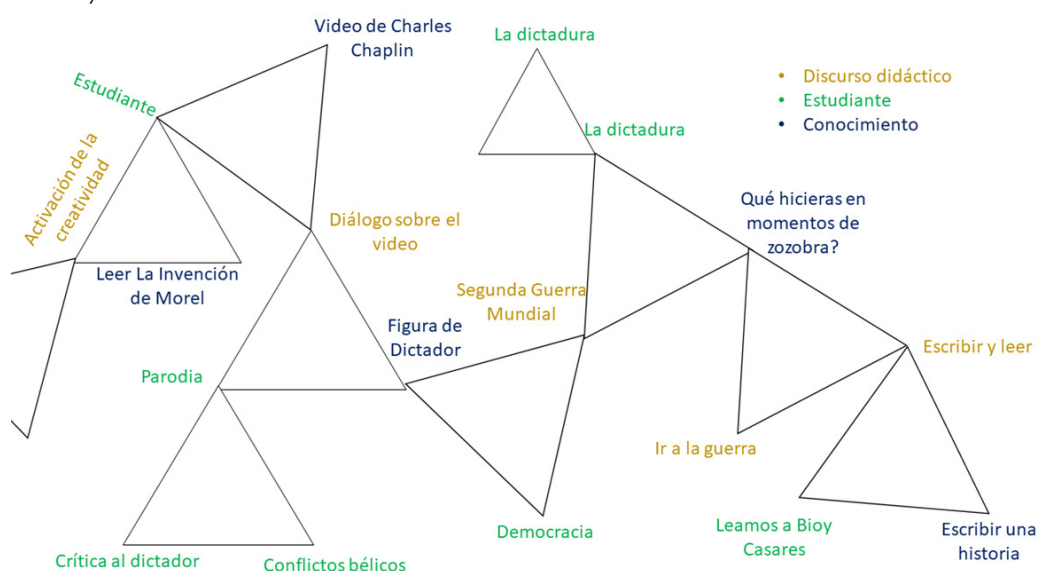 Video de Charles
Chaplin
La dictadura
Discurso didáctico
Estudiante
Conocimiento
Estudiante
La dictadura
Activación de la
creatividad
Qué hicieras en
momentos de
zozobra?
Diálogo sobre el
video
Leer La Invención
de Morel
Segunda Guerra
Mundial
Figura de
Dictador
Escribir y leer
Parodia
Ir a la guerra
Democracia
Leamos a Bioy
Casares
Escribir una
historia
Crítica al dictador
Conflictos bélicos